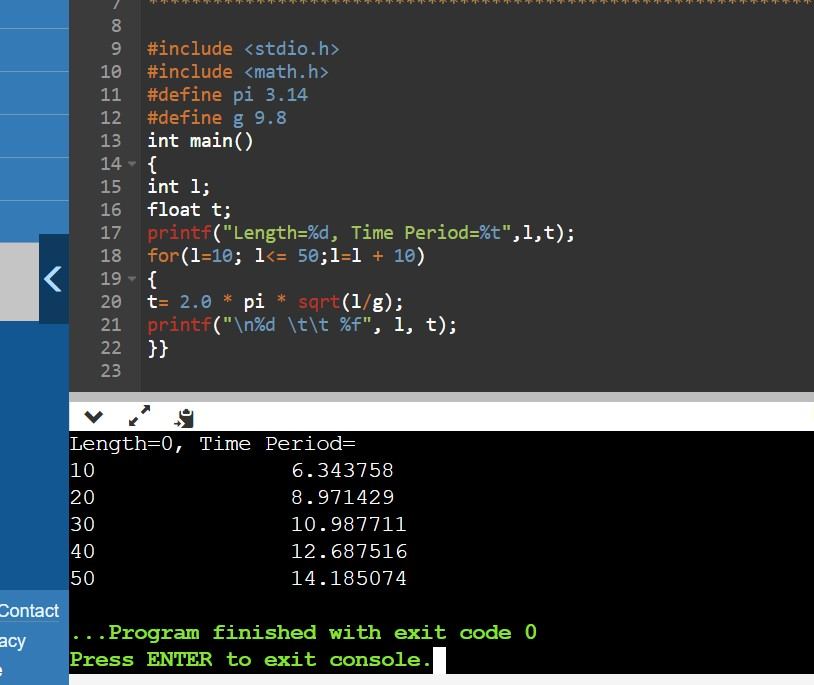 7 ******************************************************************************
8
9 #include <stdio.h>
10 #include <math.h>
11 #define pi 3.14
12 #define g 9.8
13 int main()
14 {
15 int l;
16 float t;
17 printf("Length=%d, Time Period=%t",l,t);
18 for(l=10; l<= 50;l=l + 10)
19 {
20 t= 2.0 * pi * sqrt(l/g);
21 printf("\n%d \t\t %f", l, t);
22 }}
23
Length=0, Time Period=
10 6.343758
20 8.971429
30 10.987711
40 12.687516
50 14.185074
...Program finished with exit code 0
Press ENTER to exit console.
Contact
acy